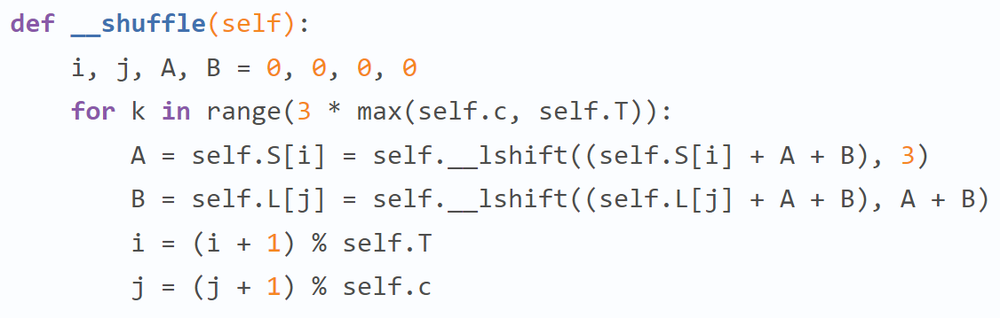 def __shuffle(self):
    i, j, A, B = 0, 0, 0, 0
    for k in range(3 * max(self.c, self.T)):
        A = self.S[i] = self.__lshift((self.S[i] + A + B), 3)
        B = self.L[j] = self.__lshift((self.L[j] + A + B), A + B)
        i = (i + 1) % self.T
        j = (j + 1) % self.c